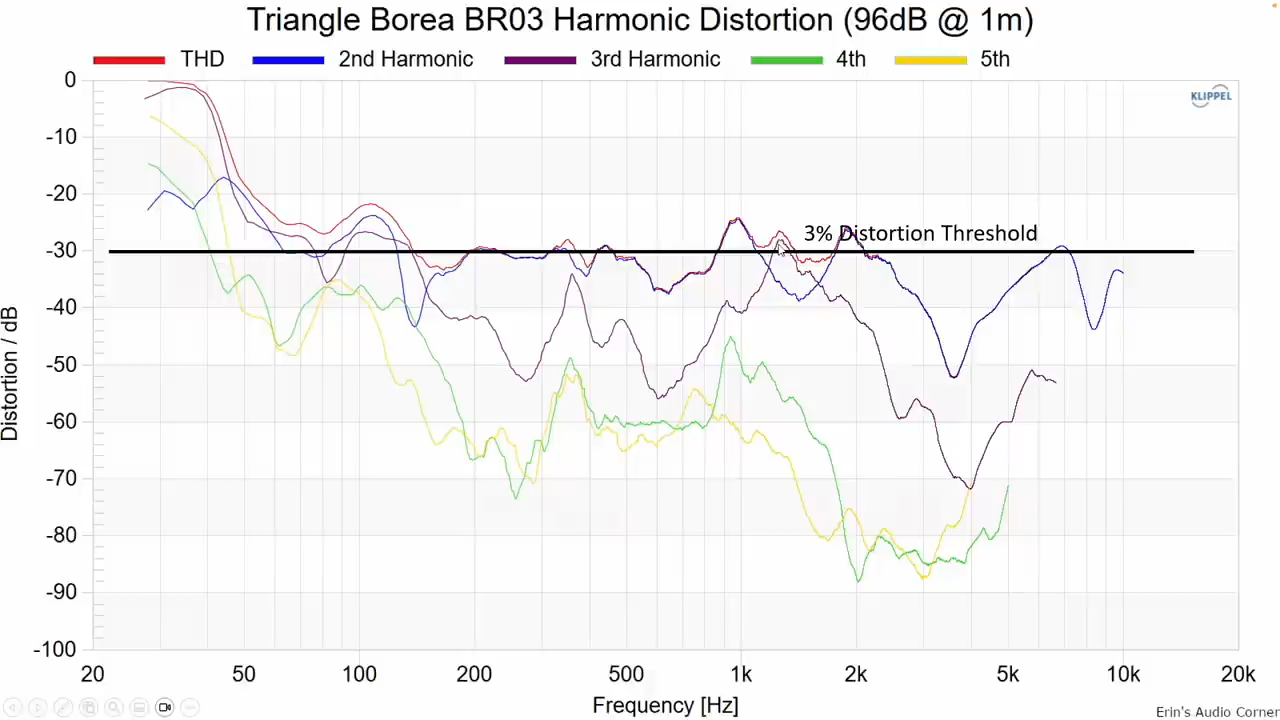 Triangle Borea BR03 Harmonic Distortion (96dB @ 1m)
THD 2nd Harmonic 3rd Harmonic 4th 5th
KLIPPEL
0
-10
-20
-30
-40
-50
-60
-70
-80
-90
-100
3% Distortion Threshold
Distortion / dB
20 50 100 200 500 1k 2k 5k 10k 20k
Frequency [Hz]
Erin's Audio Corner